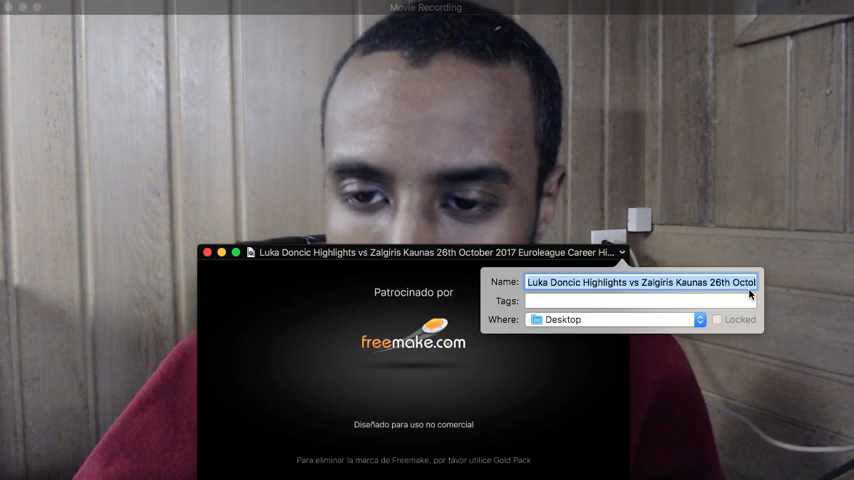 Movie Recording
Luka Doncic Highlights vs Zalgiris Kaunas 26th October 2017 Euroleague Career Hi...
Name: Luka Doncic Highlights vs Zalgiris Kaunas 26th Octob
Tags:
Where: Desktop Locked
Patrocinado por
freemake.com
Diseñado para uso no comercial
Para eliminar la marca de Freemake, por favor utilice Gold Pack